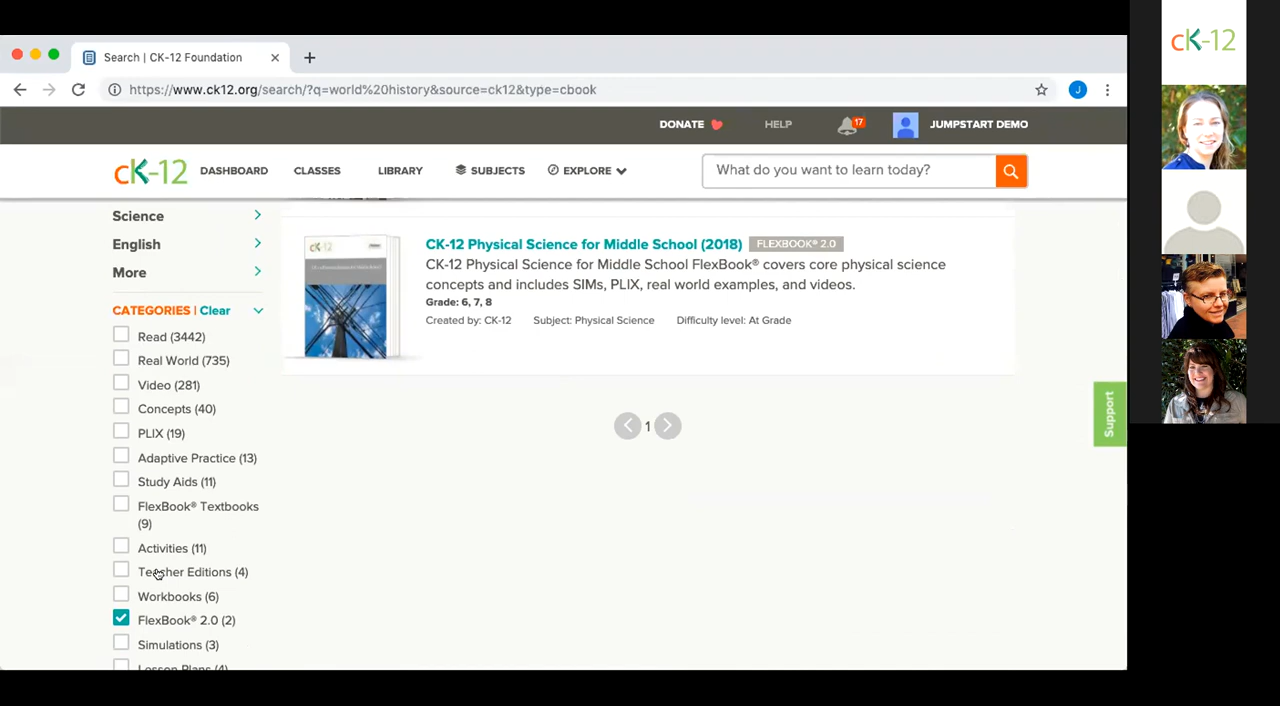 Search | CK-12 Foundation
https://www.ck12.org/search/?q=world%20history&source=ck12&type=cbook
J
DONATE
HELP
17
JUMPSTART DEMO
cK-12
DASHBOARD
CLASSES
LIBRARY
SUBJECTS
EXPLORE
What do you want to learn today?
cK-12
Science
English
More
CATEGORIES | Clear
Read (3442)
Real World (735)
Video (281)
Concepts (40)
PLIX (19)
Adaptive Practice (13)
Study Aids (11)
FlexBook® Textbooks
(9)
Activities (11)
Teacher Editions (4)
Workbooks (6)
FlexBook® 2.0 (2)
Simulations (3)
Lesson Plans (4)
cK-12
CK-12 Physical Science for Middle School (2018) FLEXBOOK® 2.0
CK-12 Physical Science for Middle School FlexBook® covers core physical science
concepts and includes SIMs, PLIX, real world examples, and videos.
Grade: 6, 7, 8
Created by: CK-12 Subject: Physical Science Difficulty level: At Grade
1
Support